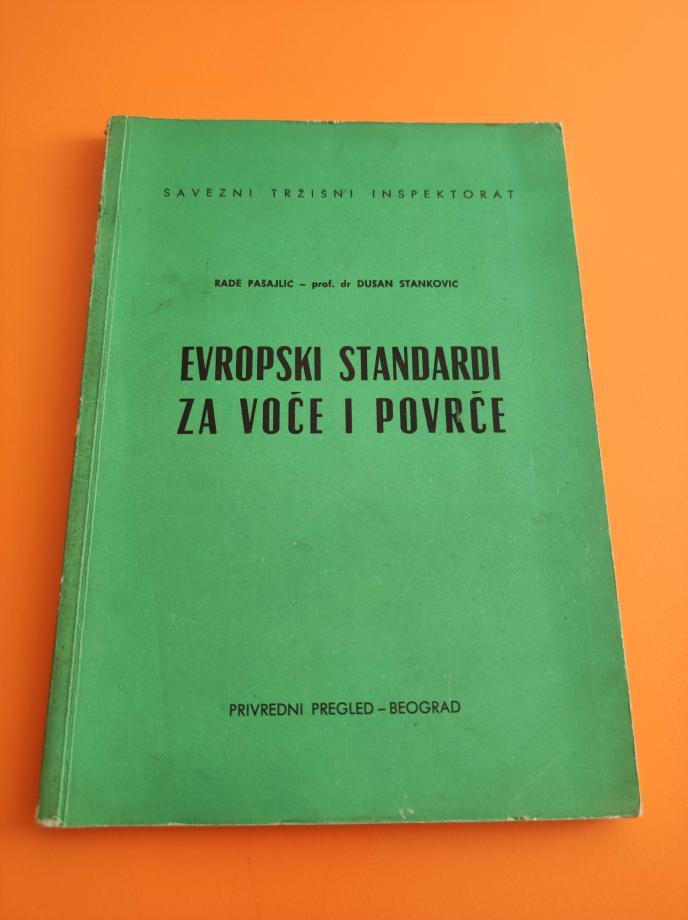 SAVEZNI TRŽIŠNI INSPEKTORAT
RADE PAŠAJLIĆ – prof. dr DUŠAN STANKOVIĆ
EVROPSKI STANDARDI
ZA VOĆE I POVRĆE
PRIVREDNI PREGLED – BEOGRAD